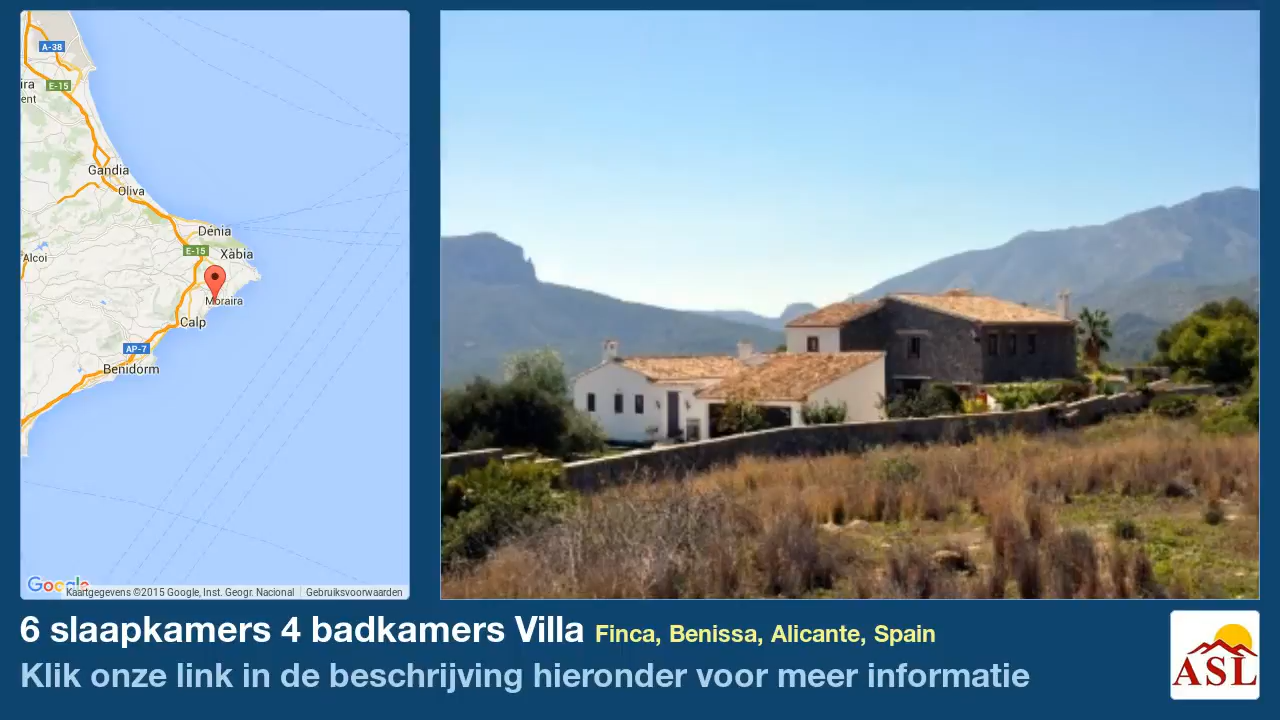 A-38
ira
E-15
ent
Gandia
Oliva
Dénia
E-15
Xàbia
Alcoi
Moraira
Calp
AP-7
Benidorm
Google
Kaartgegevens ©2015 Google, Inst. Geogr. Nacional
Gebruiksvoorwaarden
6 slaapkamers 4 badkamers Villa Finca, Benissa, Alicante, Spain
Klik onze link in de beschrijving hieronder voor meer informatie
ASL